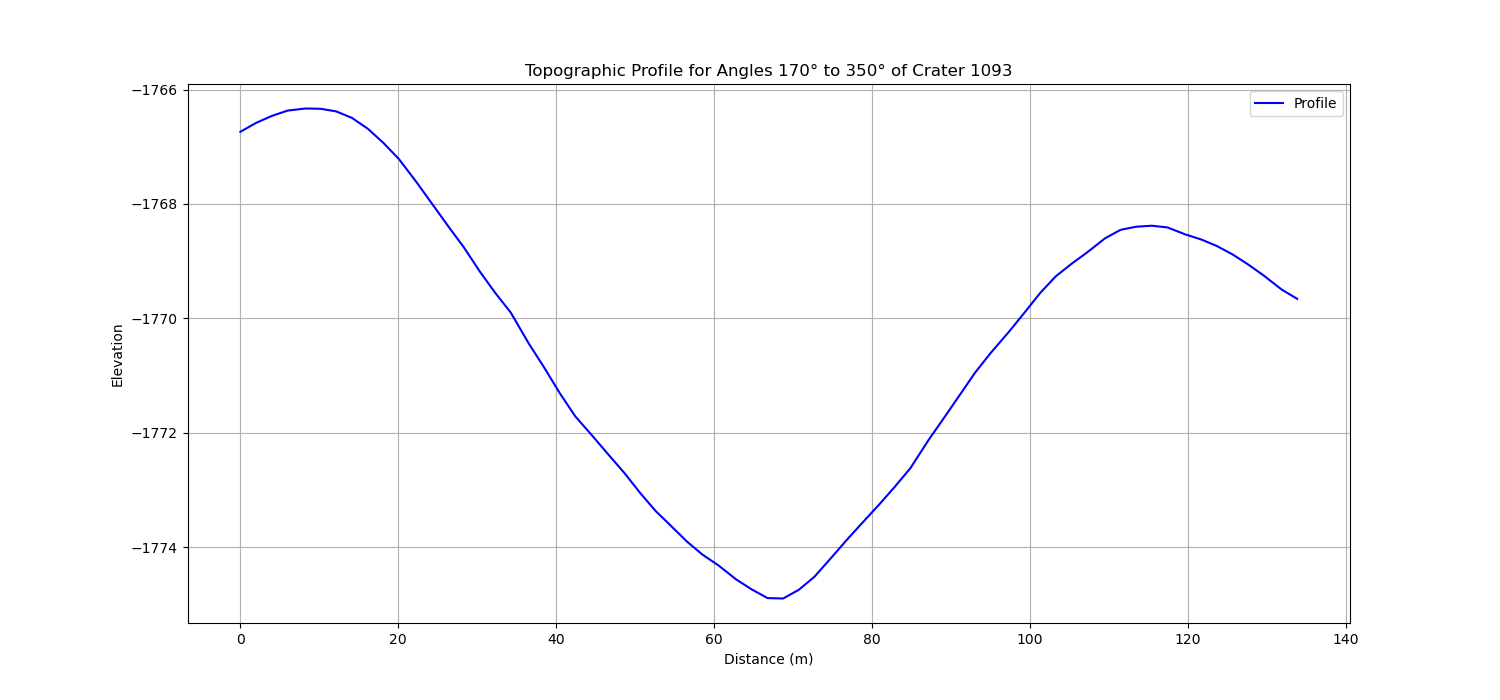 Topographic Profile for Angles 170° to 350° of Crater 1093
Profile
−1766
−1768
−1770
−1772
−1774
Elevation
0 20 40 60 80 100 120 140
Distance (m)